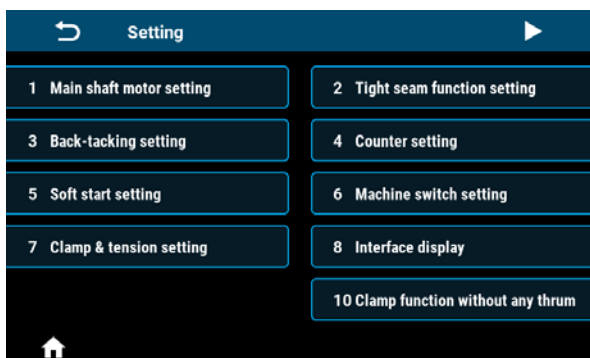 Setting
1 Main shaft motor setting
2 Tight seam function setting
3 Back-tacking setting
4 Counter setting
5 Soft start setting
6 Machine switch setting
7 Clamp & tension setting
8 Interface display
10 Clamp function without any thrum